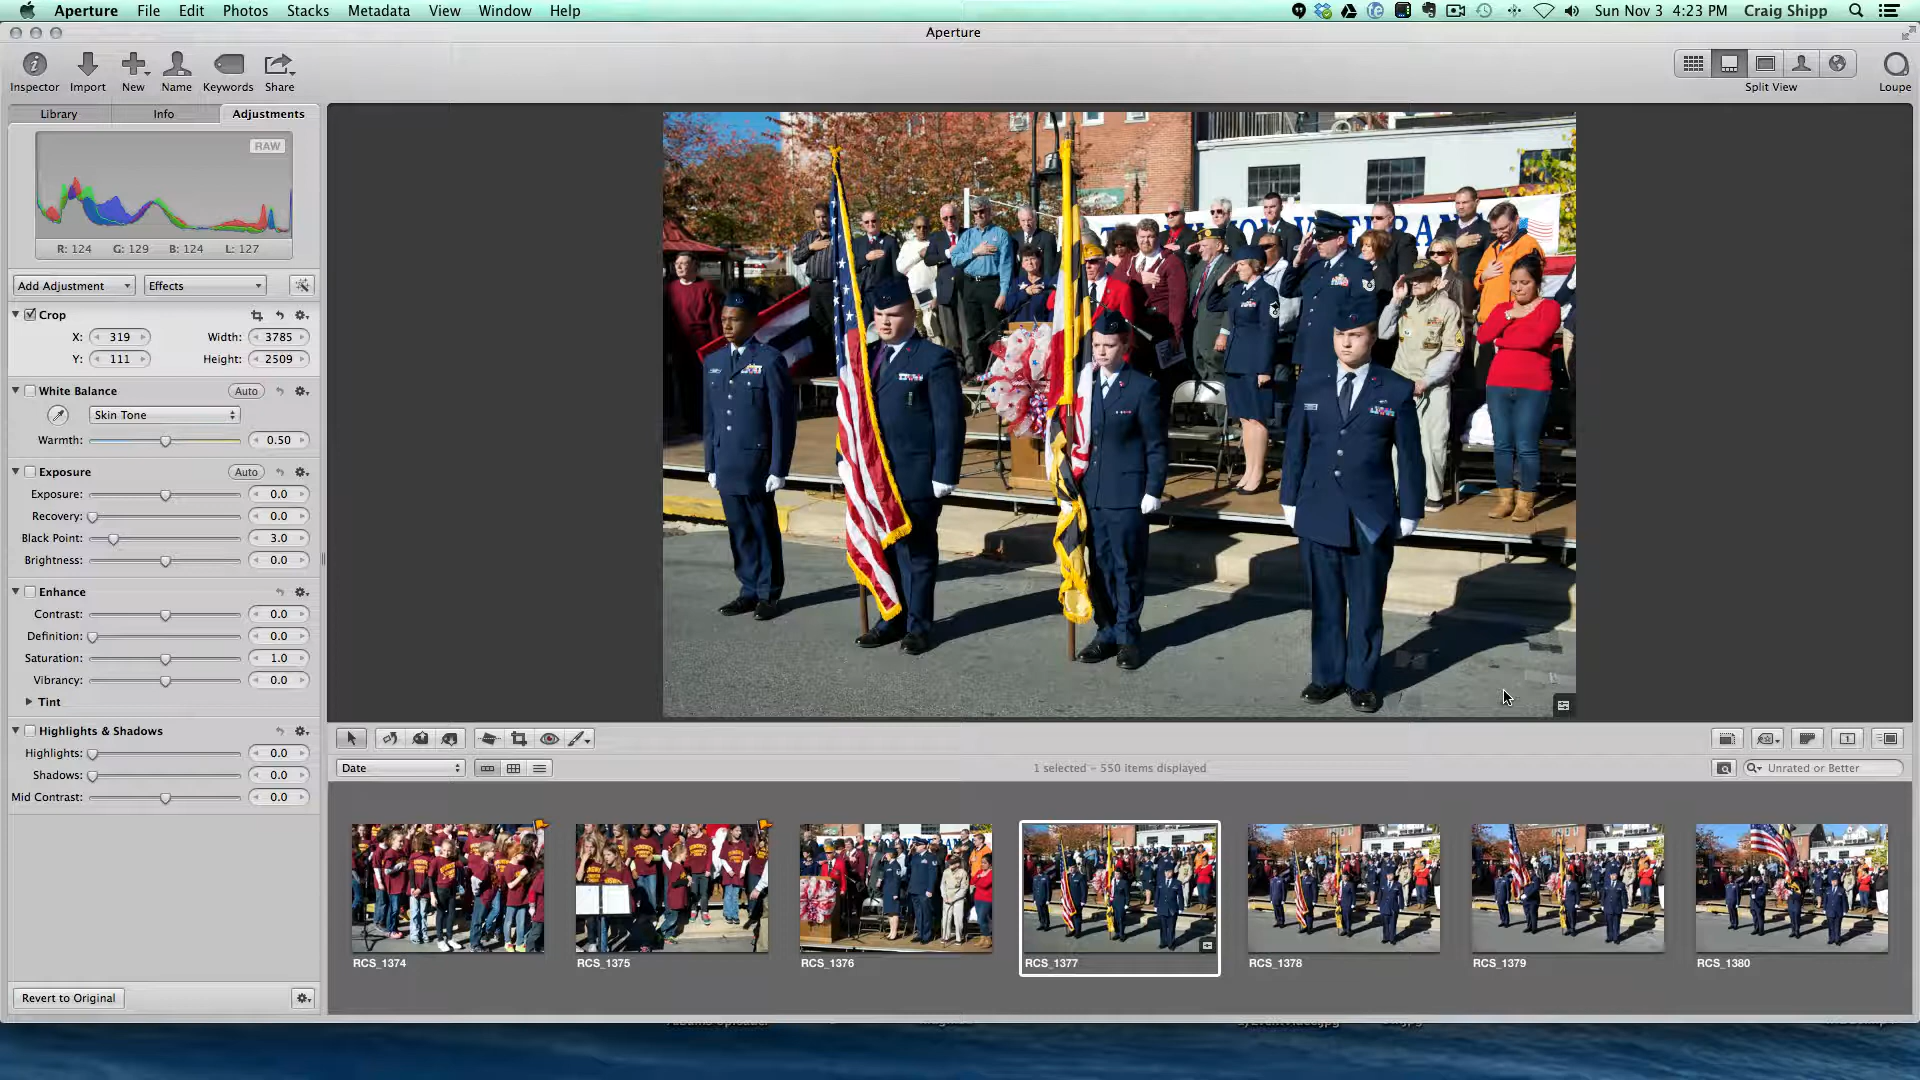 Aperture File Edit Photos Stacks Metadata View Window Help
Sun Nov 3 4:23 PM Craig Shipp
Aperture
Inspector Import New Name Keywords Share
Split View Loupe
Library Info Adjustments
RAW
R: 124 G: 129 B: 124 L: 127
Add Adjustment Effects
Crop
X: 319 Width: 3785
Y: 111 Height: 2509
White Balance Auto
Skin Tone
Warmth: 0.50
Exposure Auto
Exposure: 0.0
Recovery: 0.0
Black Point: 3.0
Brightness: 0.0
Enhance
Contrast: 0.0
Definition: 0.0
Saturation: 1.0
Vibrancy: 0.0
Tint
Highlights & Shadows
Highlights: 0.0
Shadows: 0.0
Mid Contrast: 0.0
Revert to Original
Date
1 selected - 550 items displayed
Unrated or Better
RCS_1374
RCS_1375
RCS_1376
RCS_1377
RCS_1378
RCS_1379
RCS_1380